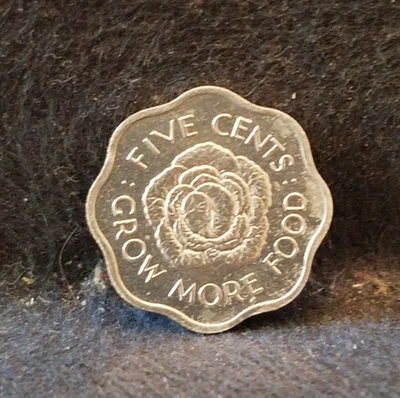 FIVE CENTS
: GROW MORE FOOD :